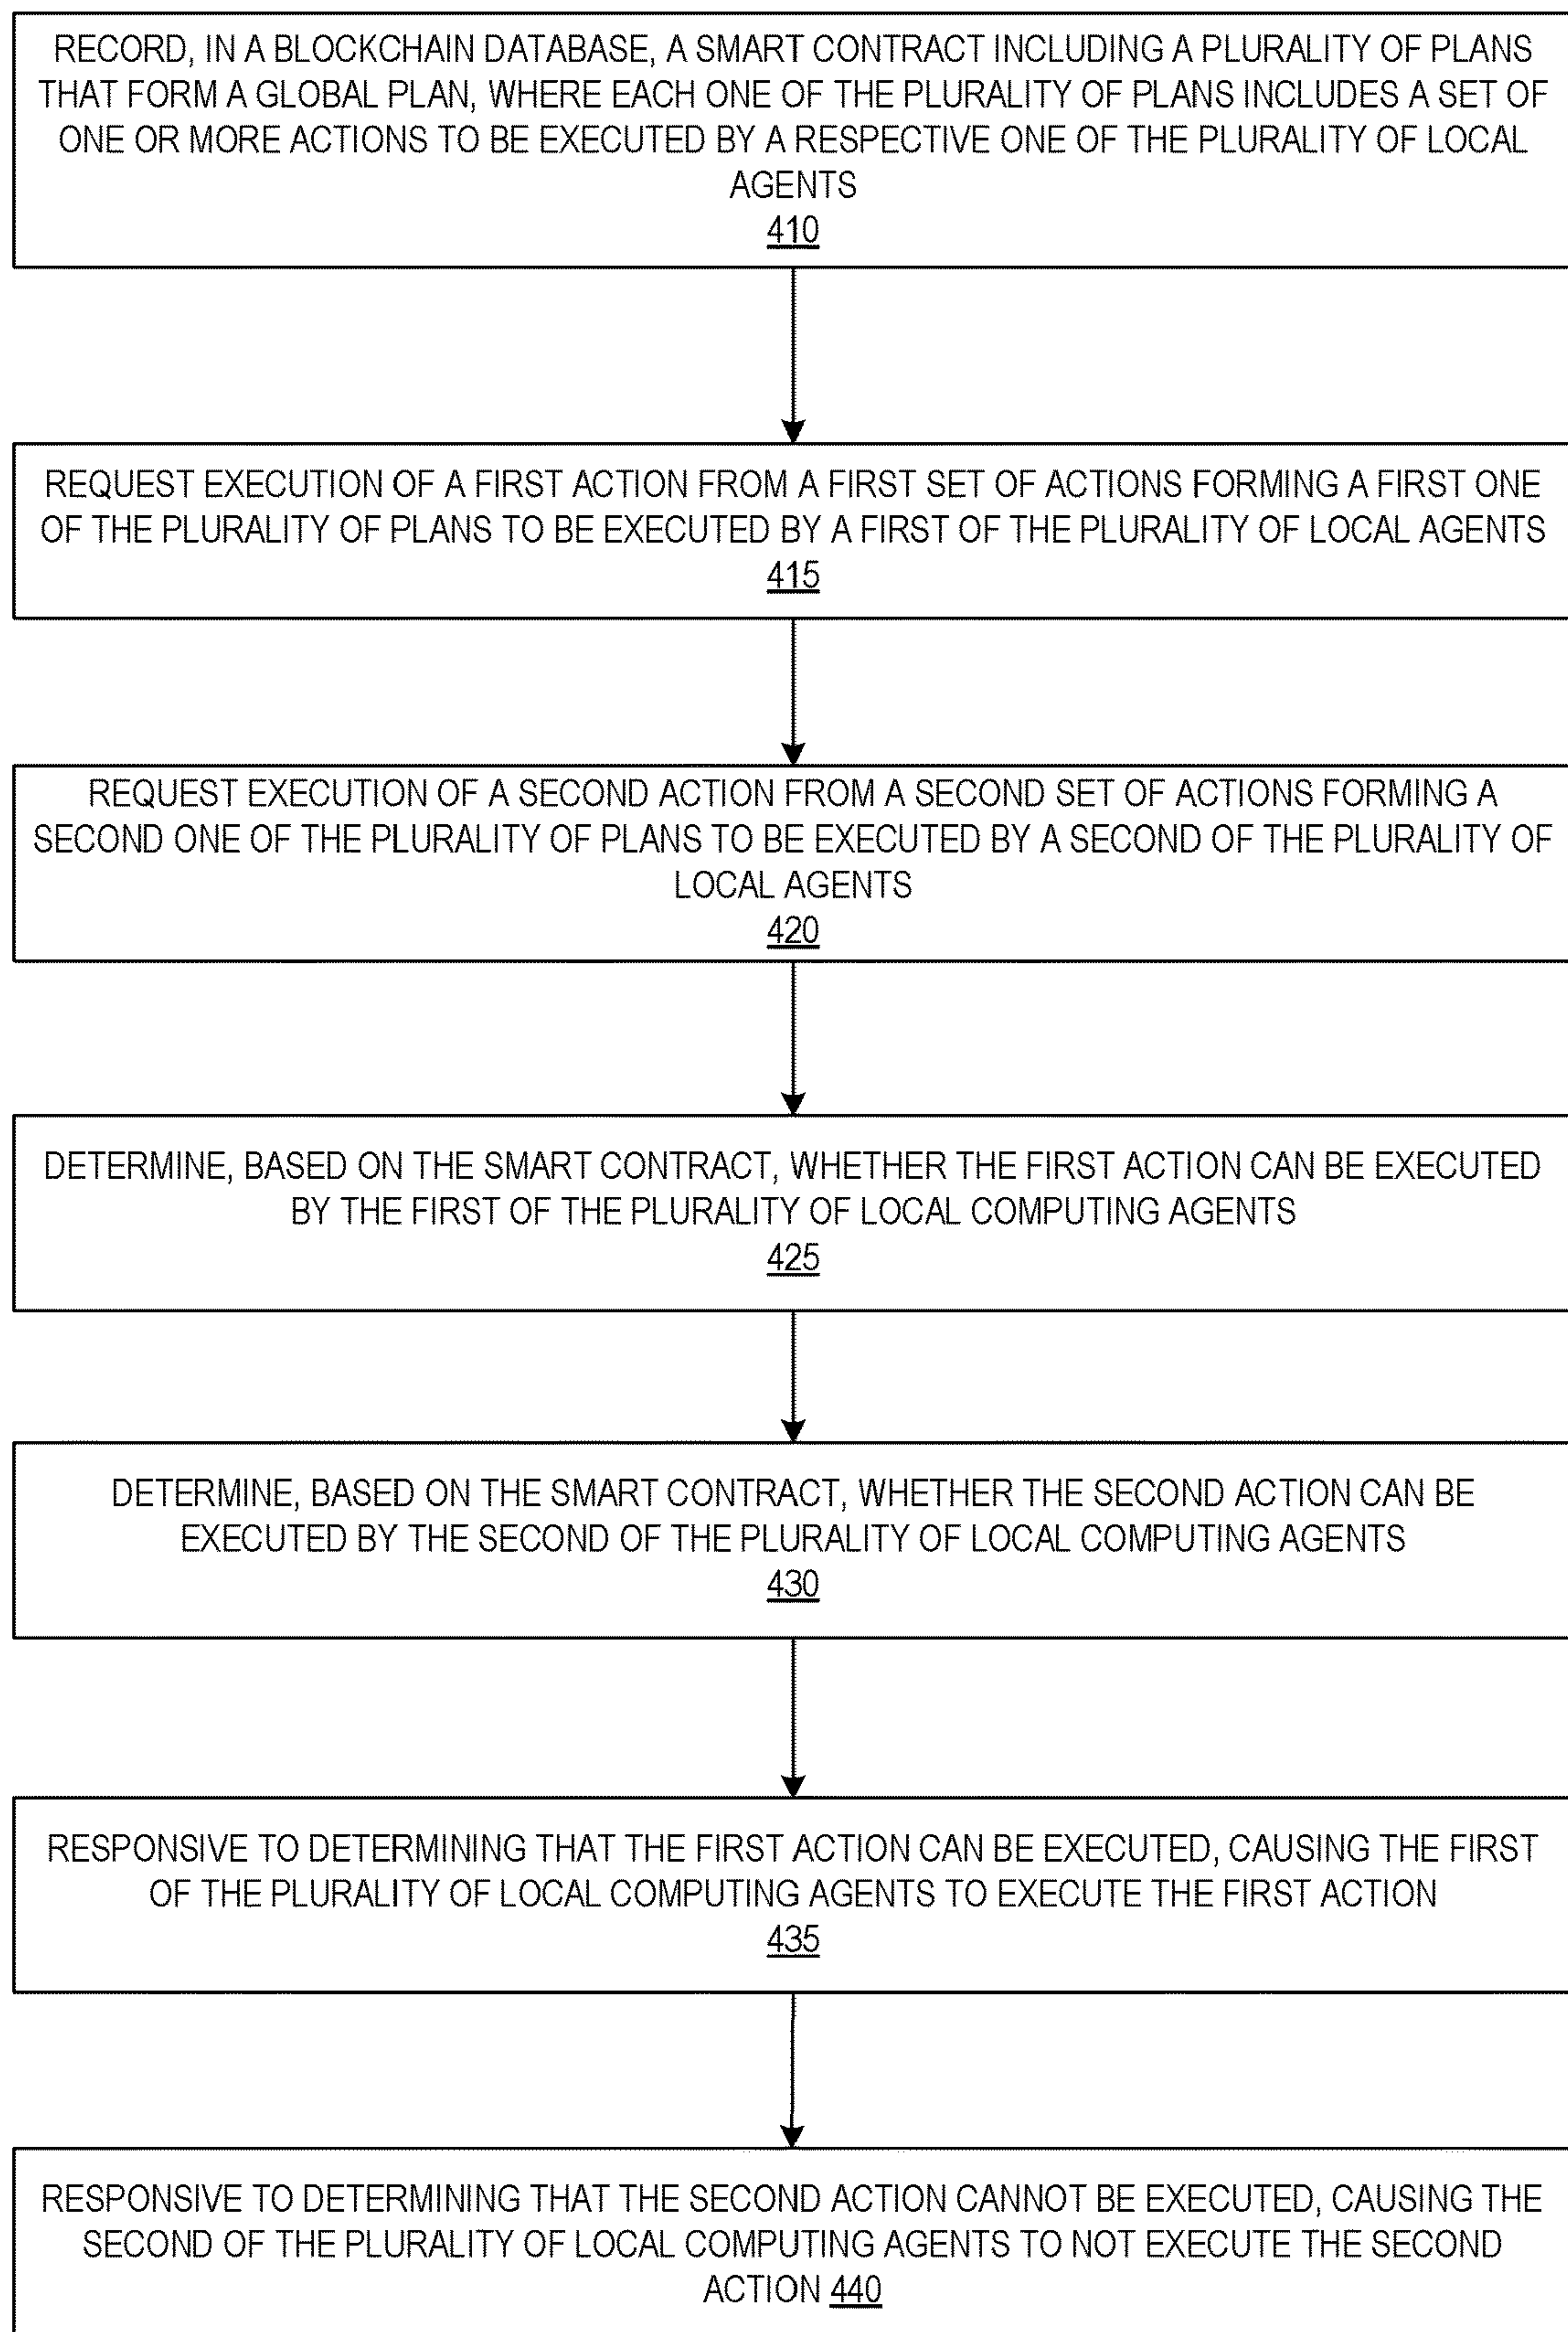 RECORD, IN A BLOCKCHAIN DATABASE, A SMART CONTRACT INCLUDING A PLURALITY OF PLANS
THAT FORM A GLOBAL PLAN, WHERE EACH ONE OF THE PLURALITY OF PLANS INCLUDES A SET OF
ONE OR MORE ACTIONS TO BE EXECUTED BY A RESPECTIVE ONE OF THE PLURALITY OF LOCAL
AGENTS
410
REQUEST EXECUTION OF A FIRST ACTION FROM A FIRST SET OF ACTIONS FORMING A FIRST ONE
OF THE PLURALITY OF PLANS TO BE EXECUTED BY A FIRST OF THE PLURALITY OF LOCAL AGENTS
415
REQUEST EXECUTION OF A SECOND ACTION FROM A SECOND SET OF ACTIONS FORMING A
SECOND ONE OF THE PLURALITY OF PLANS TO BE EXECUTED BY A SECOND OF THE PLURALITY OF
LOCAL AGENTS
420
DETERMINE, BASED ON THE SMART CONTRACT, WHETHER THE FIRST ACTION CAN BE EXECUTED
BY THE FIRST OF THE PLURALITY OF LOCAL COMPUTING AGENTS
425
DETERMINE, BASED ON THE SMART CONTRACT, WHETHER THE SECOND ACTION CAN BE
EXECUTED BY THE SECOND OF THE PLURALITY OF LOCAL COMPUTING AGENTS
430
RESPONSIVE TO DETERMINING THAT THE FIRST ACTION CAN BE EXECUTED, CAUSING THE FIRST
OF THE PLURALITY OF LOCAL COMPUTING AGENTS TO EXECUTE THE FIRST ACTION
435
RESPONSIVE TO DETERMINING THAT THE SECOND ACTION CANNOT BE EXECUTED, CAUSING THE
SECOND OF THE PLURALITY OF LOCAL COMPUTING AGENTS TO NOT EXECUTE THE SECOND
ACTION 440